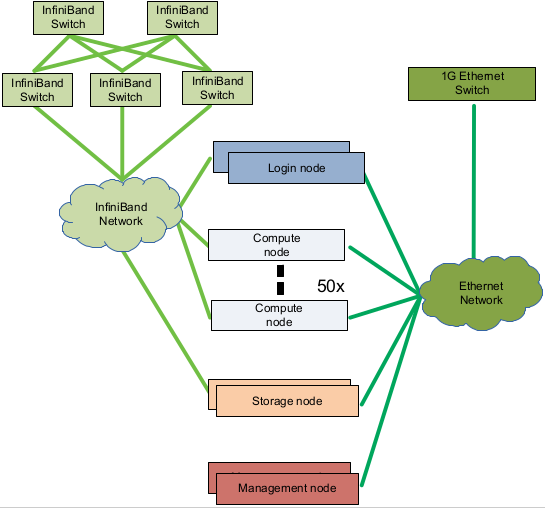 InfiniBand
Switch
InfiniBand
Switch
InfiniBand
Switch
InfiniBand
Switch
InfiniBand
Switch
1G Ethernet
Switch
Login node
InfiniBand
Network
Compute
node
50x
Compute
node
Ethernet
Network
Storage node
Management node